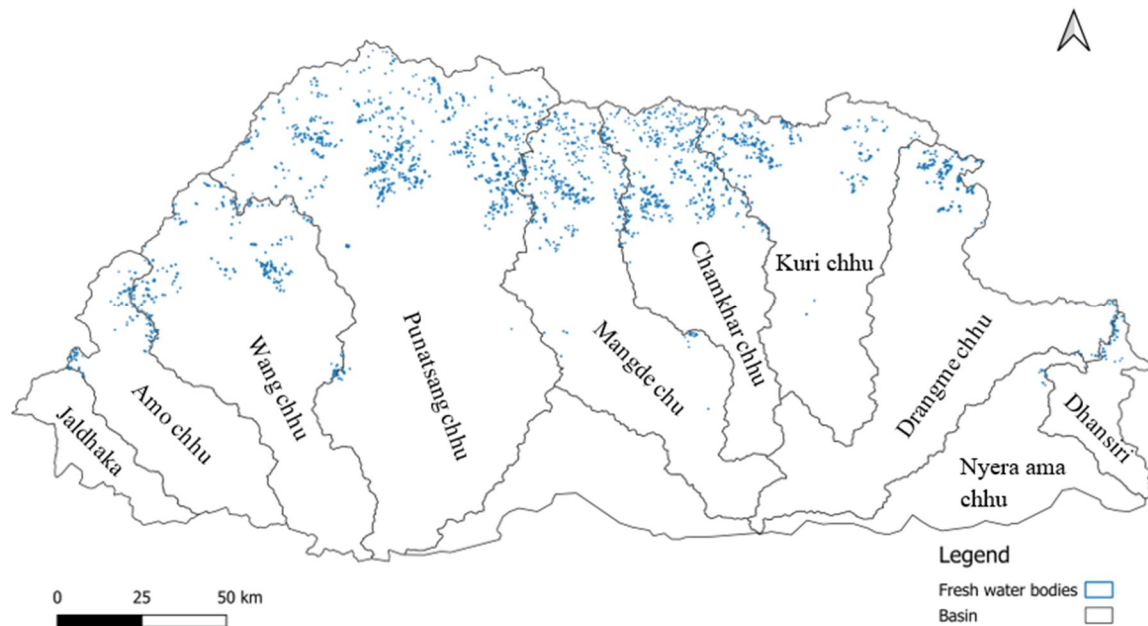 Kuri chhu
Chamkhar chhu
Punatsang chhu
Mangde chu
Wang chhu
Drangme chhu
Amo chhu
Jaldhaka
Dhansiri
Nyera ama
chhu
Legend
Fresh water bodies
Basin
0 25 50 km